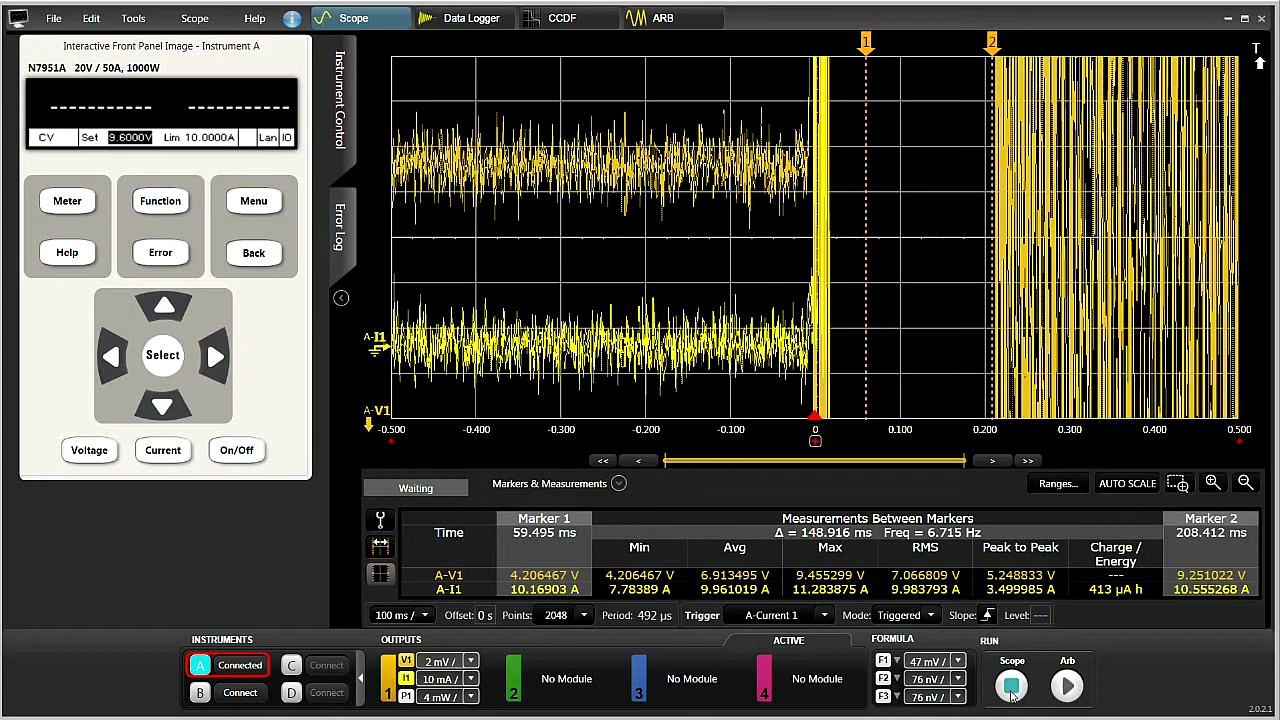 File Edit Tools Scope Help Scope Data Logger CCDF ARB
Interactive Front Panel Image - Instrument A
N7951A 20V / 50A, 1000W
CV Set 9.6000V Lim 10.0000A Lan IO
Meter Function Menu
Help Error Back
Select
Voltage Current On/Off
Instrument Control
Error Log
1 2
T
A-I1
A-V1
-0.500 -0.400 -0.300 -0.200 -0.100 0 0.100 0.200 0.300 0.400 0.500
<< < > >>
Waiting Markers & Measurements Ranges... AUTO SCALE
Marker 1 Measurements Between Markers Marker 2
Time 59.495 ms Δ = 148.916 ms Freq = 6.715 Hz 208.412 ms
Min Avg Max RMS Peak to Peak Charge /
Energy
A-V1 4.206467 V 4.206467 V 6.913495 V 9.455299 V 7.066809 V 5.248833 V --- 9.251022 V
A-I1 10.16903 A 7.78389 A 9.961019 A 11.283875 A 9.983793 A 3.499985 A 413 µA h 10.555268 A
100 ms / Offset: 0 s Points: 2048 Period: 492 µs Trigger A-Current 1 Mode: Triggered Slope: Level: ---
INSTRUMENTS OUTPUTS ACTIVE FORMULA RUN
A Connected C Connect
B Connect D Connect
1 V1 2 mV /
I1 10 mA /
P1 4 mW /
2 No Module 3 No Module 4 No Module
F1 47 mV /
F2 76 nV /
F3 76 nV /
Scope Arb
2.0.2.1